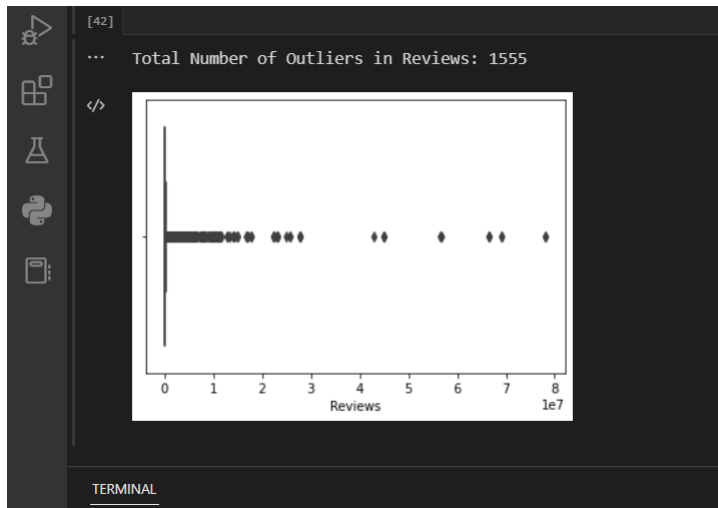 [42]
... Total Number of Outliers in Reviews: 1555
</>
0 1 2 3 4 5 6 7 8
Reviews 1e7
TERMINAL